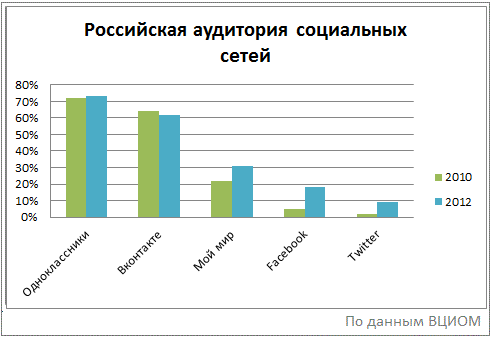 Российская аудитория социальных
сетей
80%
70%
60%
50%
40%
30%
20%
10%
0%
2010
2012
Одноклассники
Вконтакте
Мой мир
Facebook
Twitter
По данным ВЦИОМ